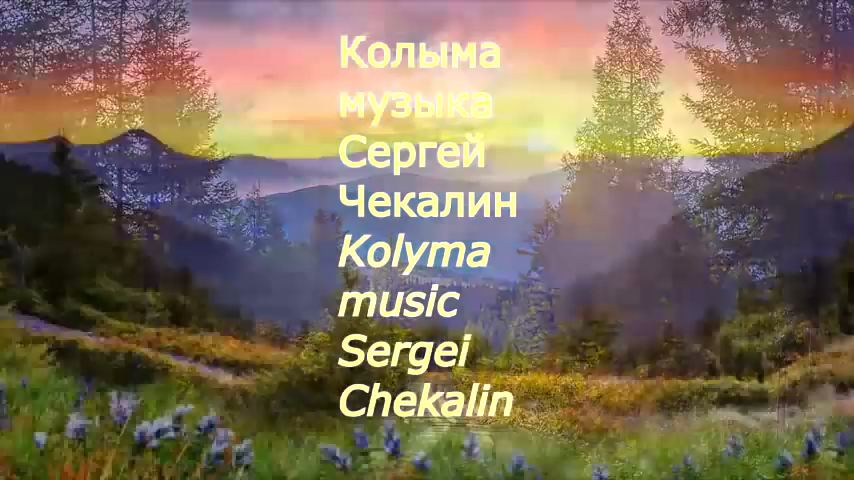 Колыма
музыка
Сергей
Чекалин
Kolyma
music
Sergei
Chekalin